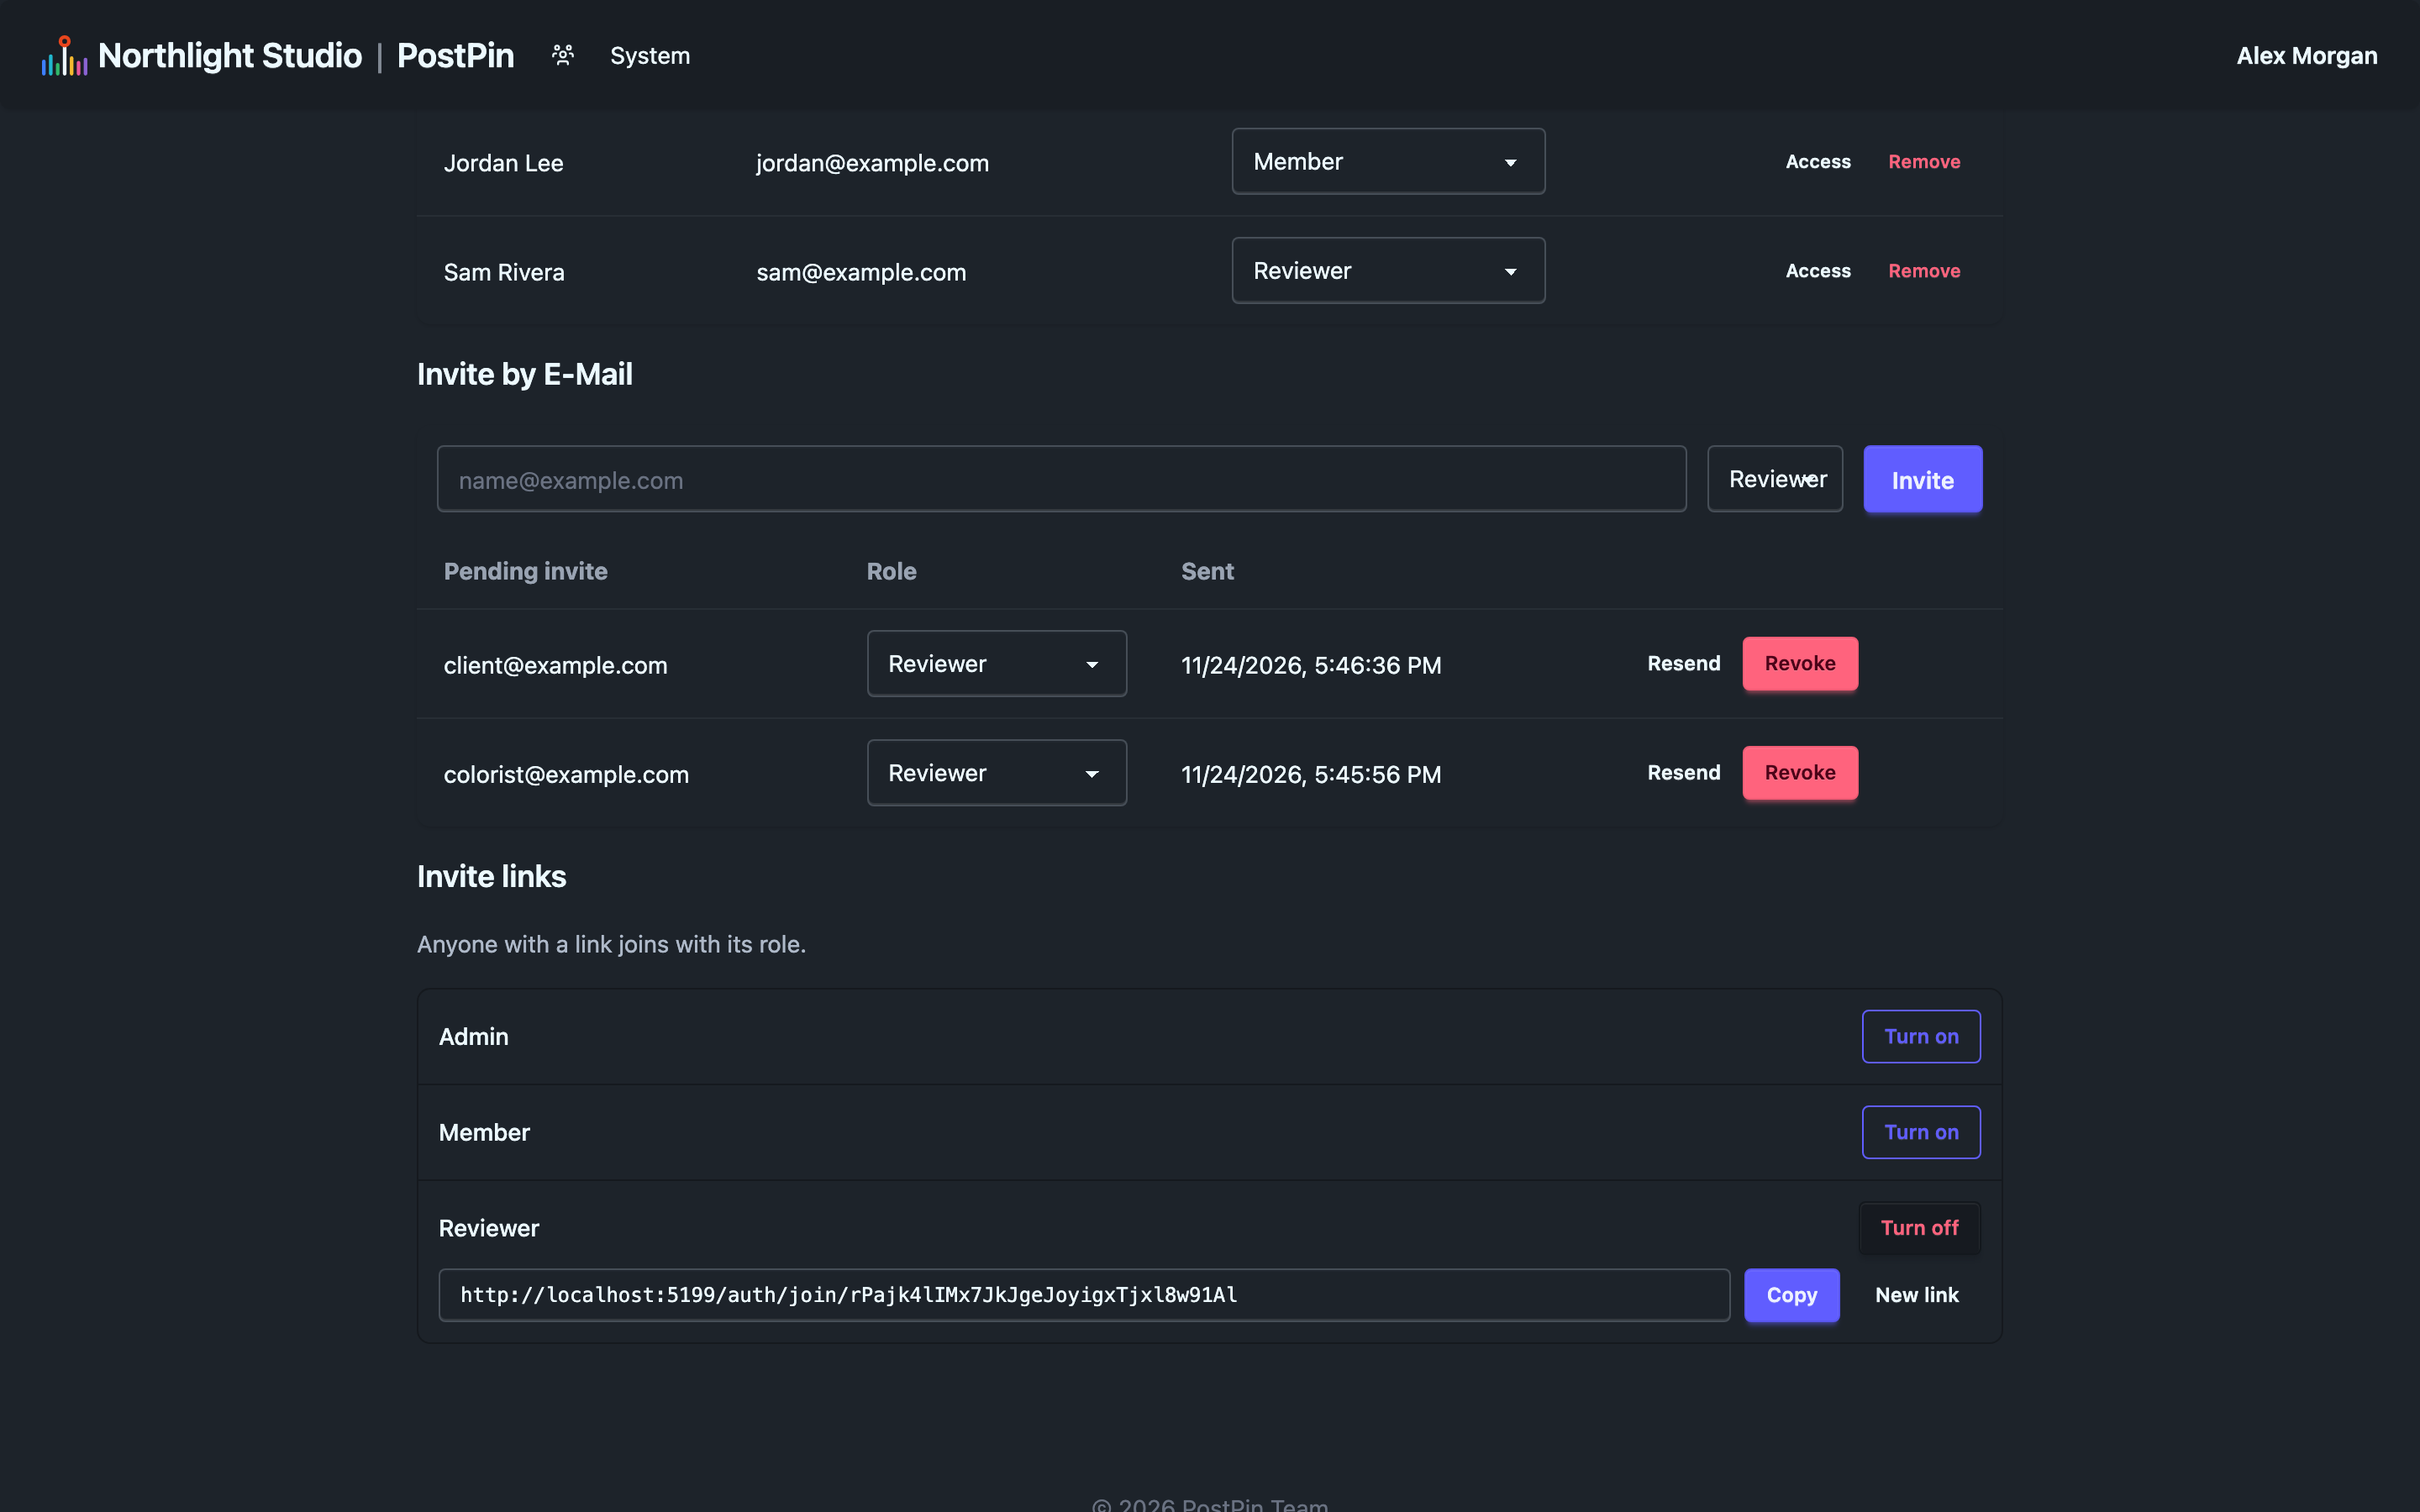 Northlight Studio | PostPin System Alex Morgan
Jordan Lee jordan@example.com Member Access Remove
Sam Rivera sam@example.com Reviewer Access Remove
Invite by E-Mail
name@example.com Reviewer Invite
Pending invite Role Sent
client@example.com Reviewer 11/24/2026, 5:46:36 PM Resend Revoke
colorist@example.com Reviewer 11/24/2026, 5:45:56 PM Resend Revoke
Invite links
Anyone with a link joins with its role.
Admin Turn on
Member Turn on
Reviewer Turn off
http://localhost:5199/auth/join/rPajk4lIMx7JkJgeJoyigxTjxl8w91Al Copy New link
© 2026 PostPin Team